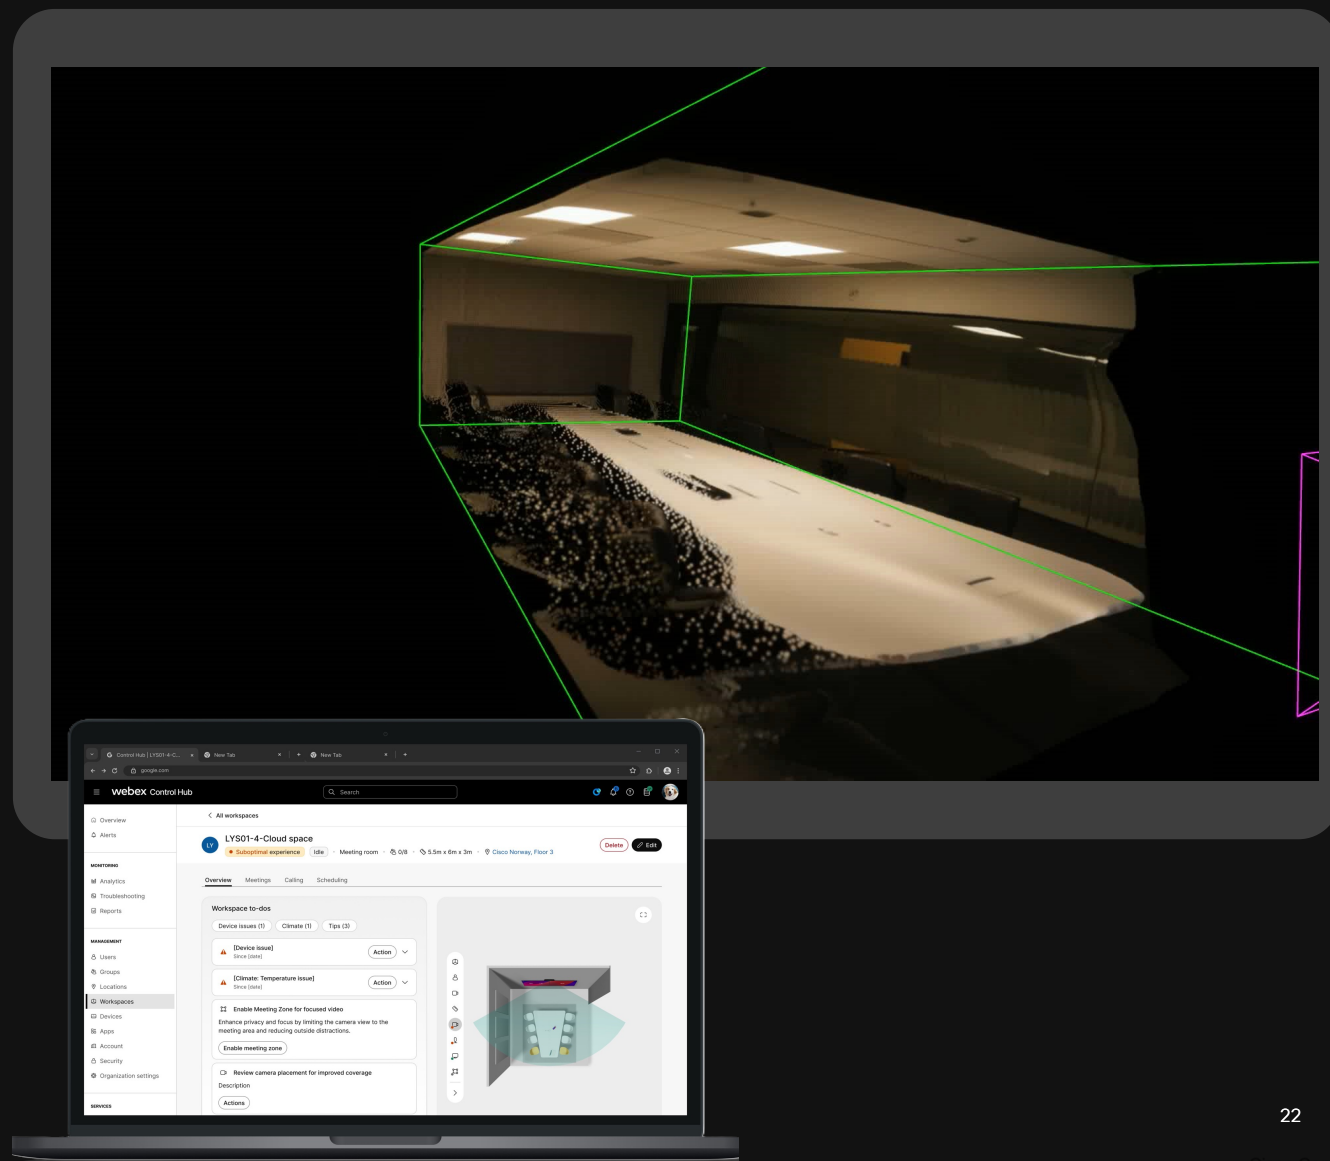 Control Hub | LYS01-4-C...
New Tab
New Tab
google.com
webex Control Hub
Search
Overview
Alerts
MONITORING
Analytics
Troubleshooting
Reports
MANAGEMENT
Users
Groups
Locations
Workspaces
Devices
Apps
Account
Security
Organization settings
SERVICES
All workspaces
LY
LYS01-4-Cloud space
Suboptimal experience
Idle
Meeting room
0/8
5.5m x 6m x 3m
Cisco Norway, Floor 3
Delete
Edit
Overview
Meetings
Calling
Scheduling
Workspace to-dos
Device issues (1)
Climate (1)
Tips (3)
[Device issue]
Since [date]
Action
[Climate: Temperature issue]
Since [date]
Action
Enable Meeting Zone for focused video
Enhance privacy and focus by limiting the camera view to the
meeting area and reducing outside distractions.
Enable meeting zone
Review camera placement for improved coverage
Description
Actions
22